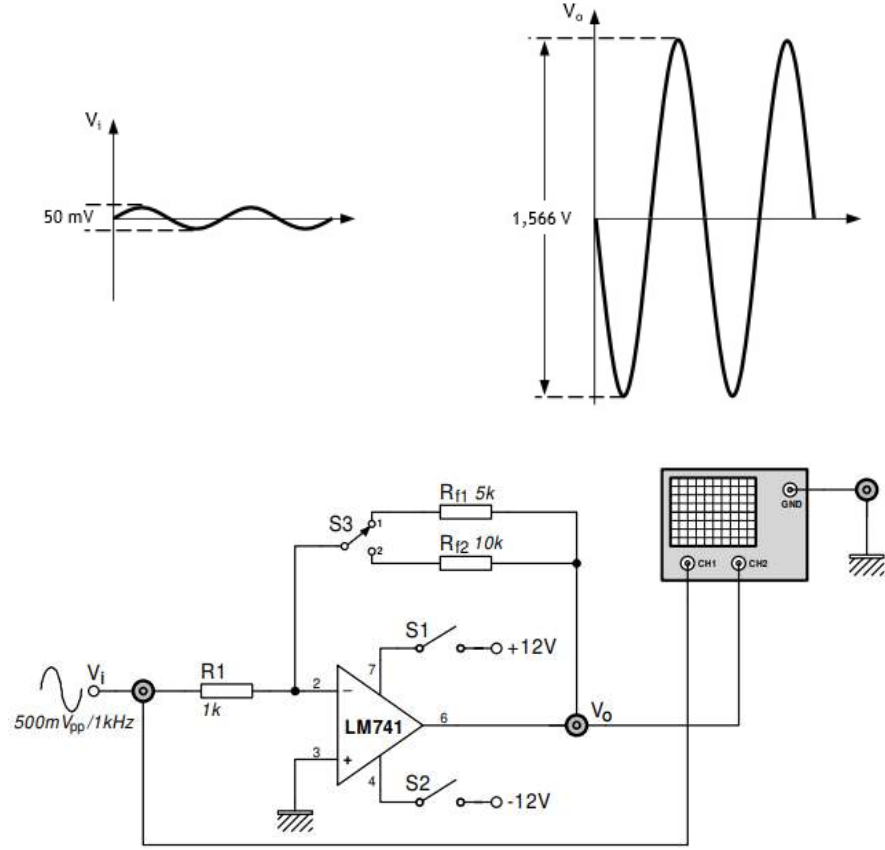 Vₒ
Vᵢ
50 mV
1,566 V
Rf1 5k
S3
1
2
Rf2 10k
GND
CH1
CH2
S1
+12V
7
Vi
R1
2
−
6
Vo
500mVpp/1kHz
1k
LM741
3
+
4
S2
-12V